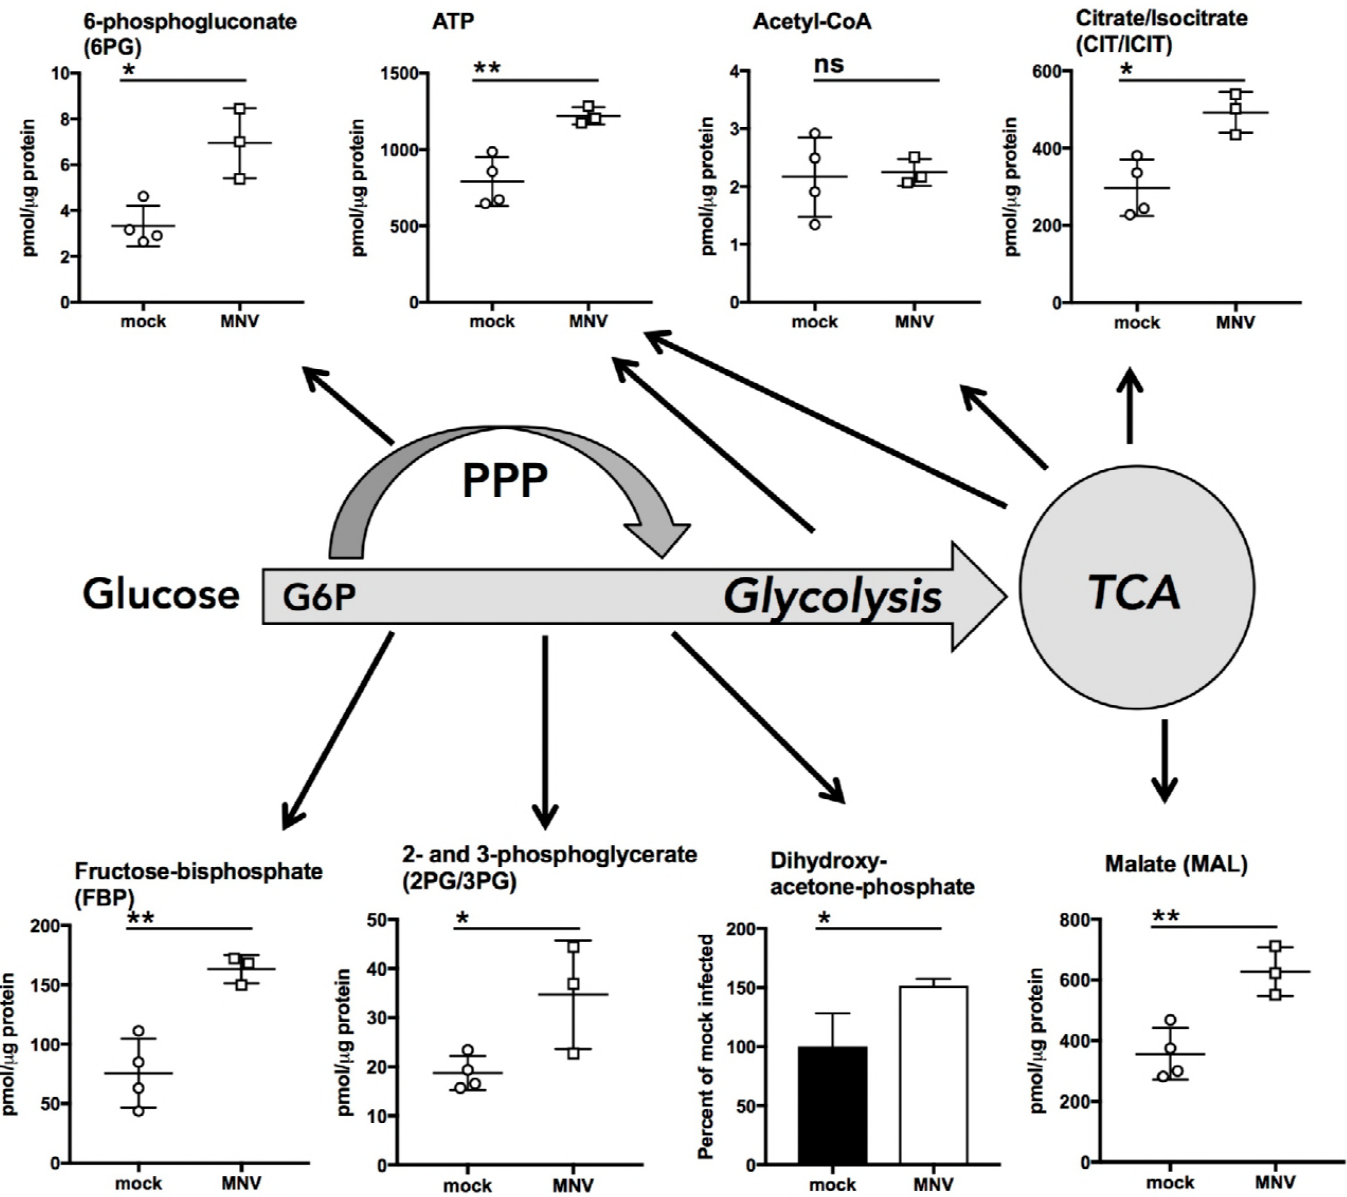 6-phosphogluconate
(6PG)
*
10
8
6
4
2
0
pmol/µg protein
mock MNV
ATP
**
1500
1000
500
0
pmol/µg protein
mock MNV
Acetyl-CoA
ns
4
3
2
1
0
pmol/µg protein
mock MNV
Citrate/Isocitrate
(CIT/ICIT)
*
600
400
200
0
pmol/µg protein
mock MNV
PPP
Glucose
G6P
Glycolysis
TCA
Fructose-bisphosphate
(FBP)
**
200
150
100
50
0
pmol/µg protein
mock MNV
2- and 3-phosphoglycerate
(2PG/3PG)
*
50
40
30
20
10
0
pmol/µg protein
mock MNV
Dihydroxy-
acetone-phosphate
*
200
150
100
50
0
Percent of mock infected
mock MNV
Malate (MAL)
**
800
600
400
200
0
pmol/µg protein
mock MNV